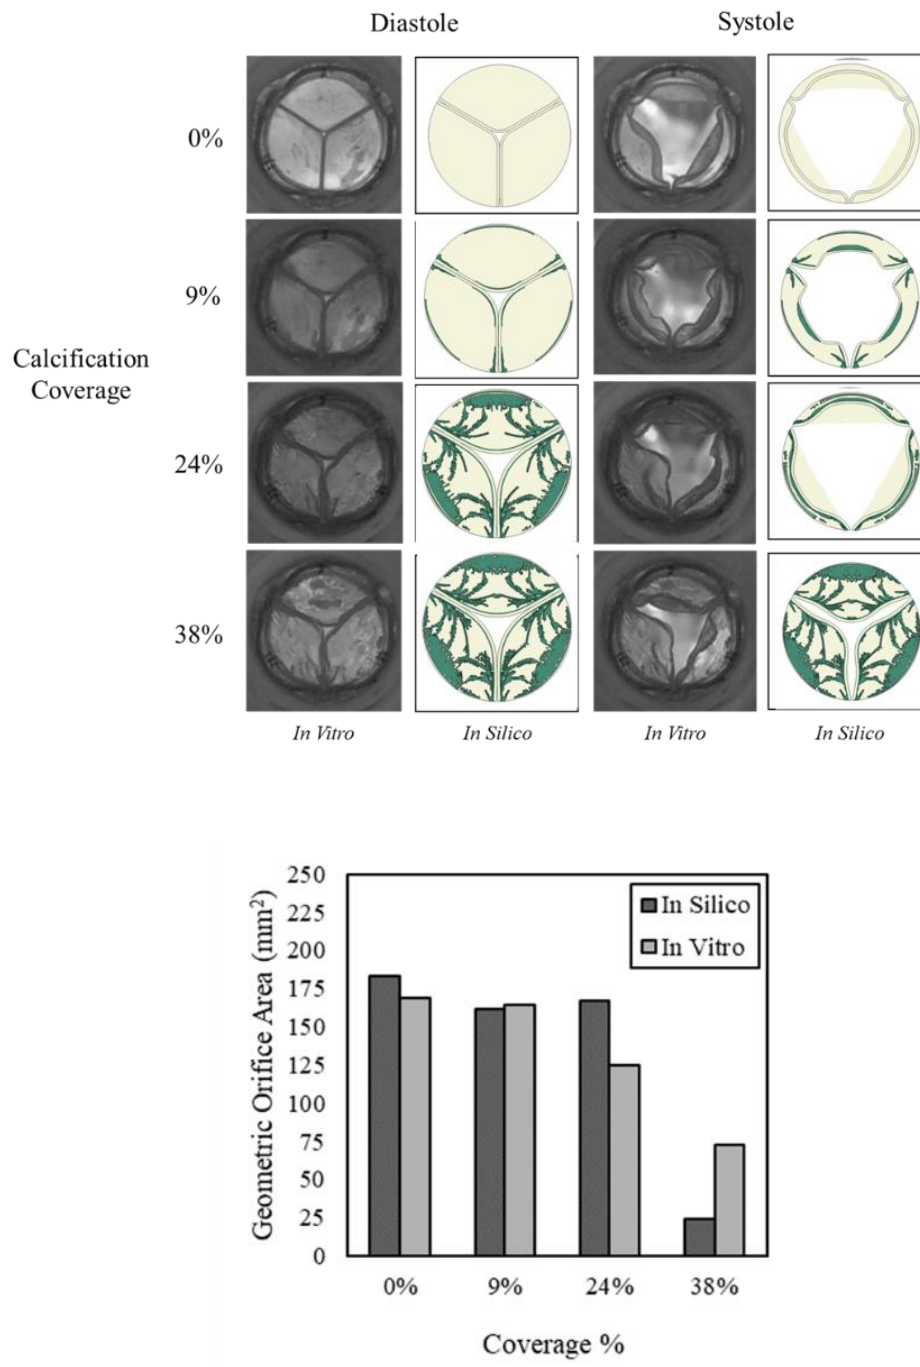 Diastole
Systole
0%
9%
Calcification
Coverage
24%
38%
In Vitro
In Silico
In Vitro
In Silico
Geometric Orifice Area (mm²)
250
225
200
175
150
125
100
75
50
25
0
In Silico
In Vitro
0%
9%
24%
38%
Coverage %